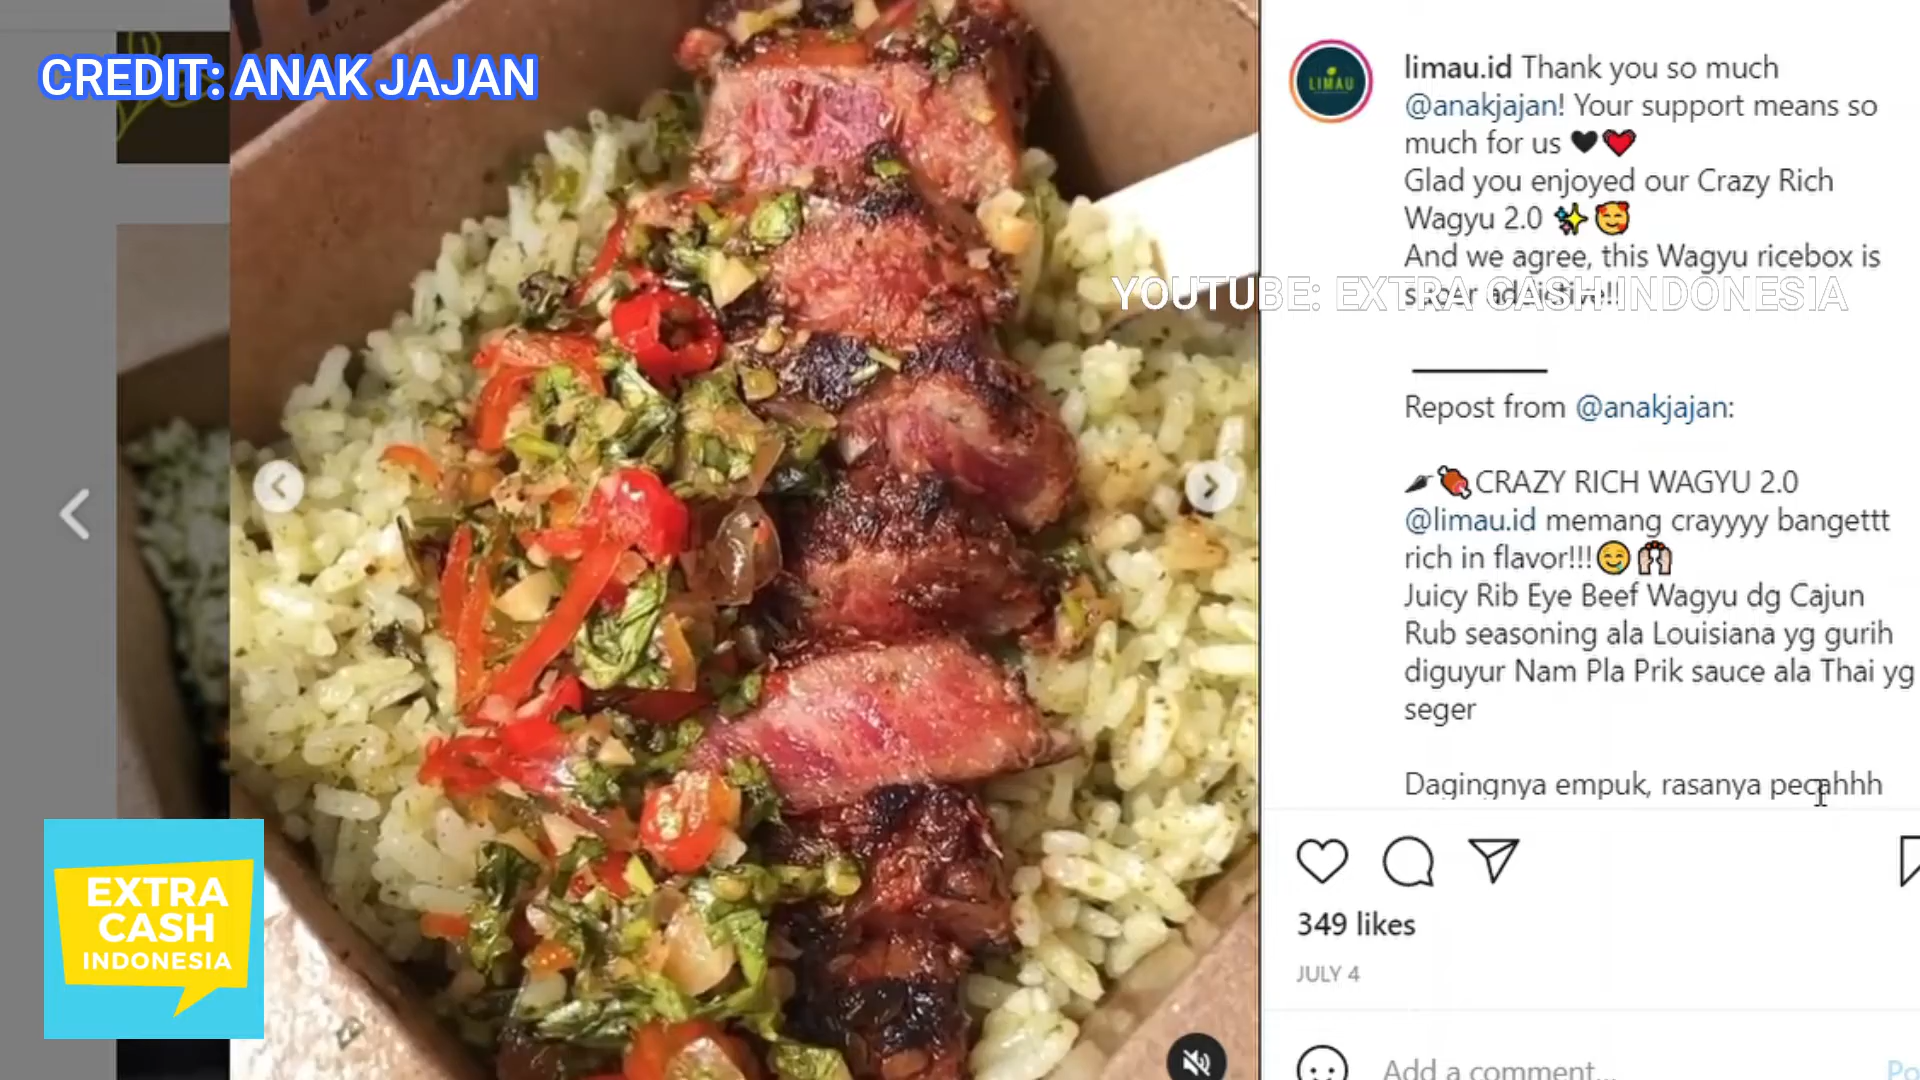 CREDIT: ANAK JAJAN
LIMAU
limau.id Thank you so much
@anakjajan! Your support means so
much for us 🖤❤️
Glad you enjoyed our Crazy Rich
Wagyu 2.0 ✨🥰
And we agree, this Wagyu ricebox is
super addictive!!
YOUTUBE: EXTRA CASH INDONESIA
Repost from @anakjajan:
🌶🍖CRAZY RICH WAGYU 2.0
@limau.id memang crayyyy bangettt
rich in flavor!!!🤤🙌🏻
Juicy Rib Eye Beef Wagyu dg Cajun
Rub seasoning ala Louisiana yg gurih
diguyur Nam Pla Prik sauce ala Thai yg
seger
Dagingnya empuk, rasanya pecahhh
349 likes
JULY 4
Add a comment...
Po
EXTRA
CASH
INDONESIA